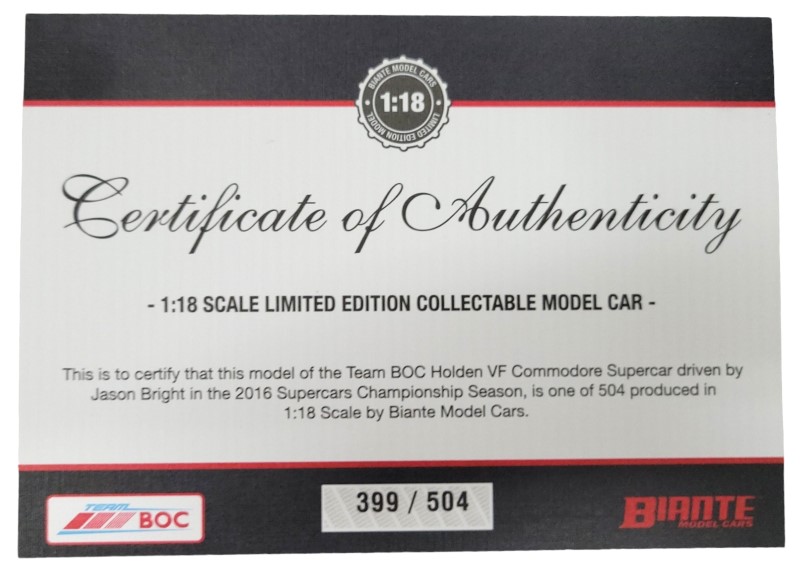 BIANTE MODEL CARS
1:18
LIMITED EDITION MODEL
Certificate of Authenticity
- 1:18 SCALE LIMITED EDITION COLLECTABLE MODEL CAR -
This is to certify that this model of the Team BOC Holden VF Commodore Supercar driven by
Jason Bright in the 2016 Supercars Championship Season, is one of 504 produced in
1:18 Scale by Biante Model Cars.
TEAM
BOC
399 / 504
BIANTE
MODEL CARS